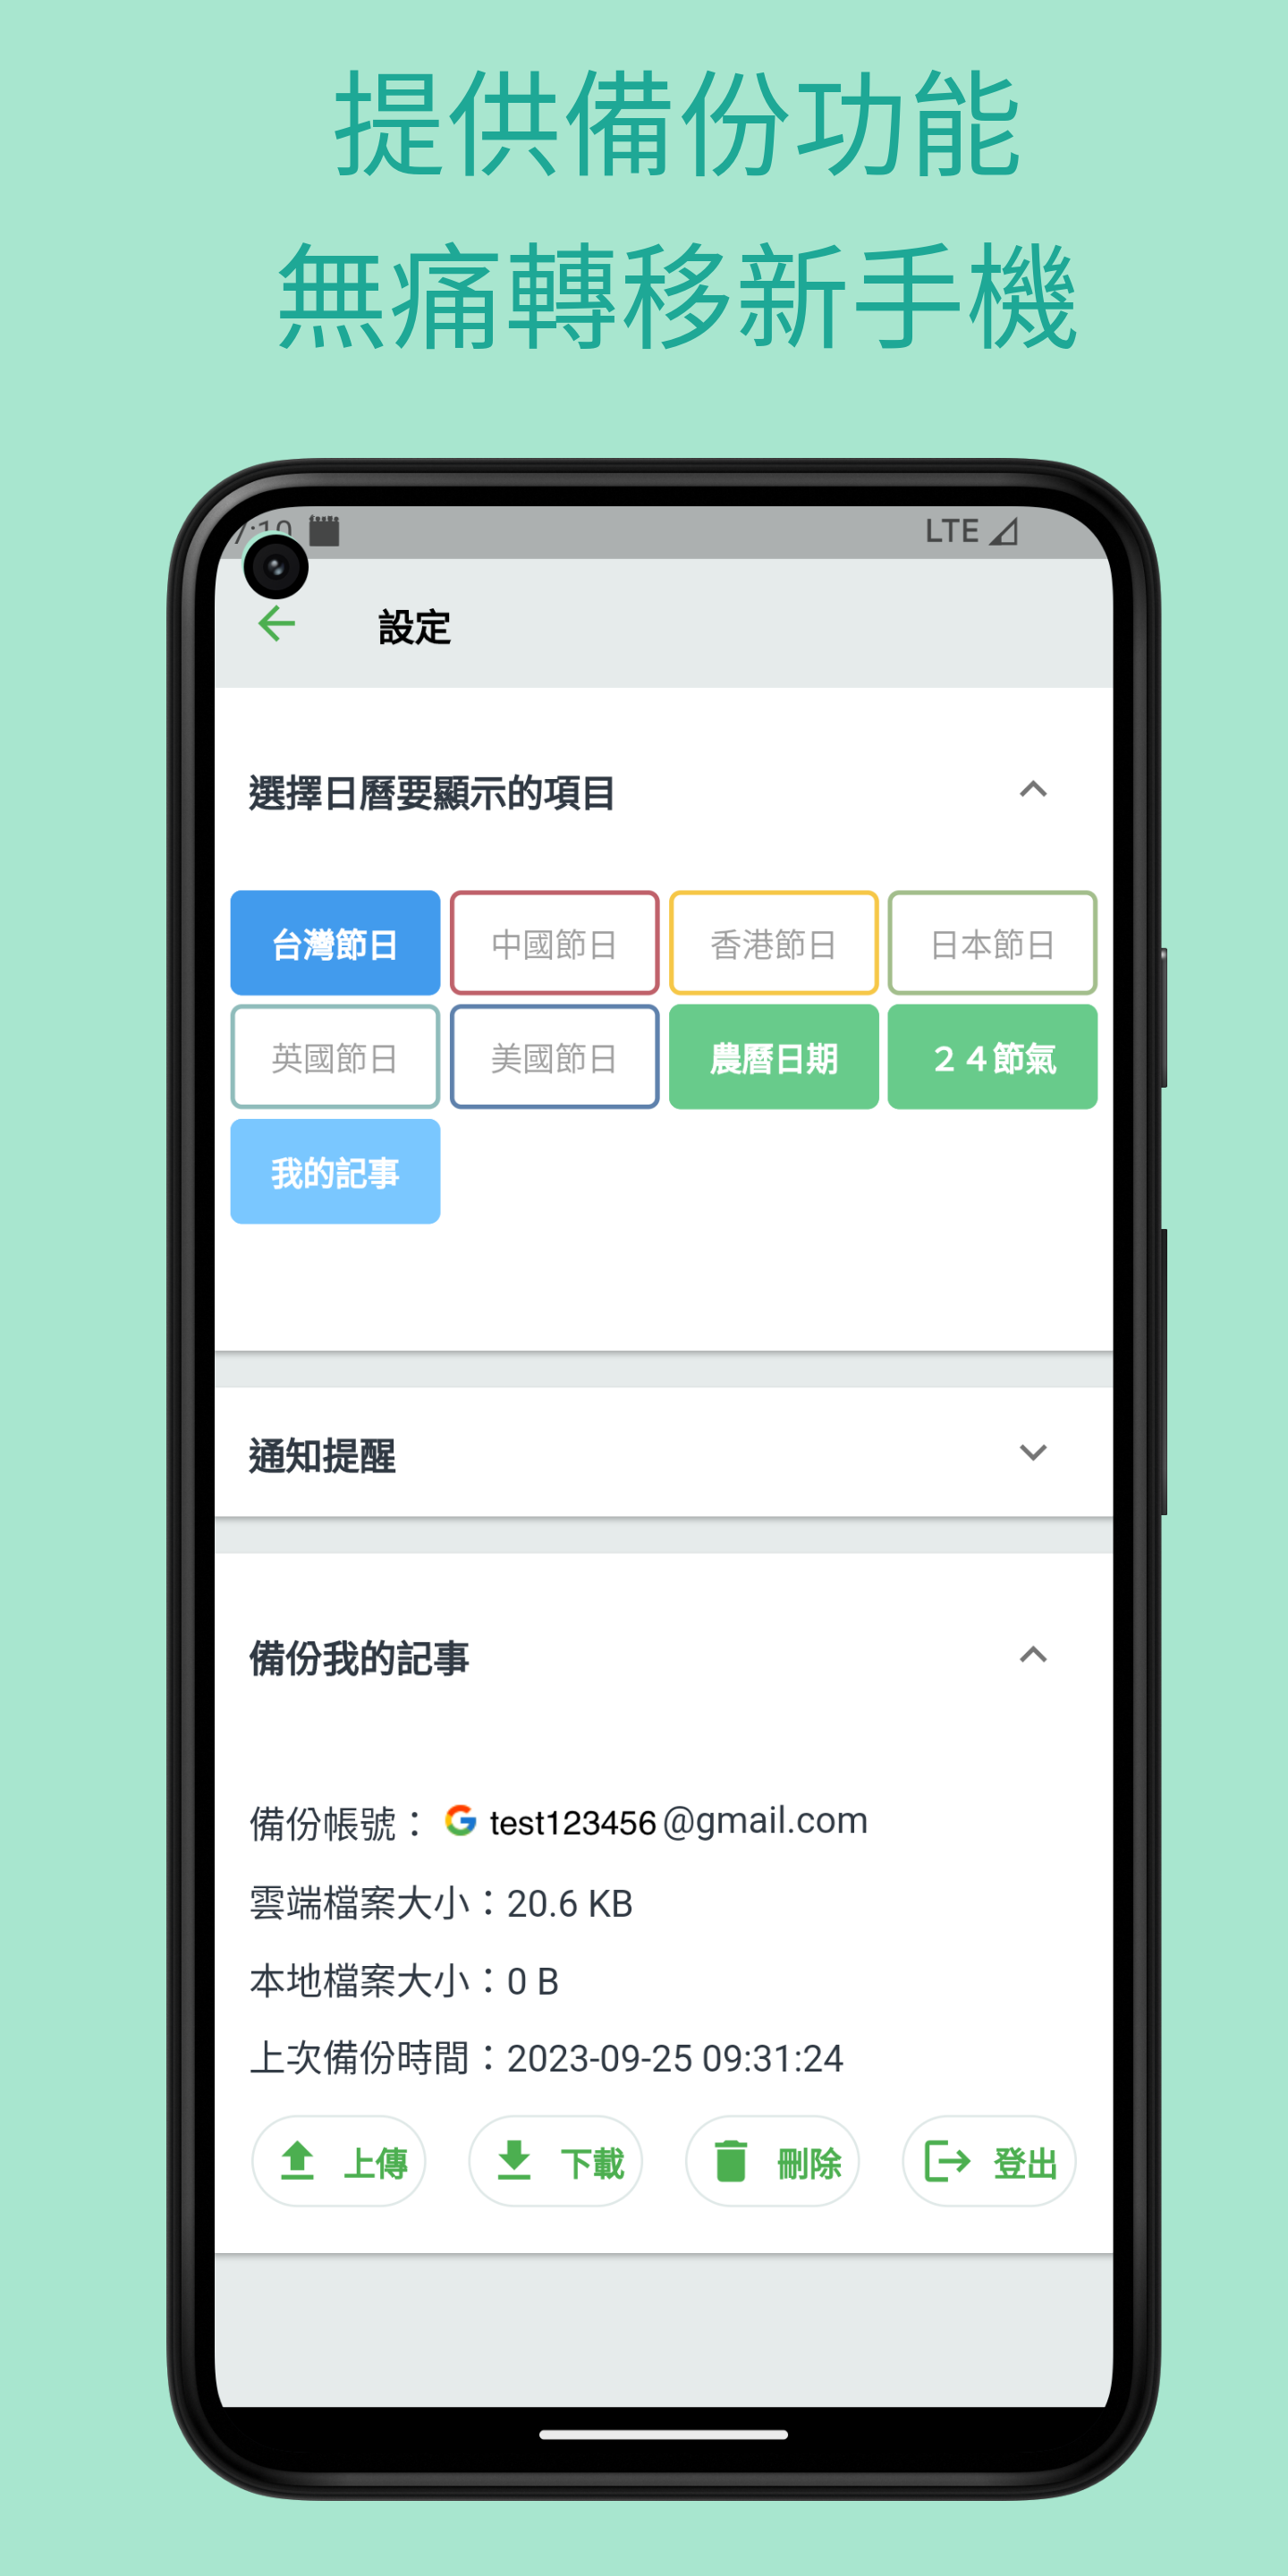 提供備份功能
無痛轉移新手機
7:10 LTE
設定
選擇日曆要顯示的項目
台灣節日 中國節日 香港節日 日本節日
英國節日 美國節日 農曆日期 24節氣
我的記事
通知提醒
備份我的記事
備份帳號： test123456@gmail.com
雲端檔案大小：20.6 KB
本地檔案大小：0 B
上次備份時間：2023-09-25 09:31:24
上傳 下載 刪除 登出